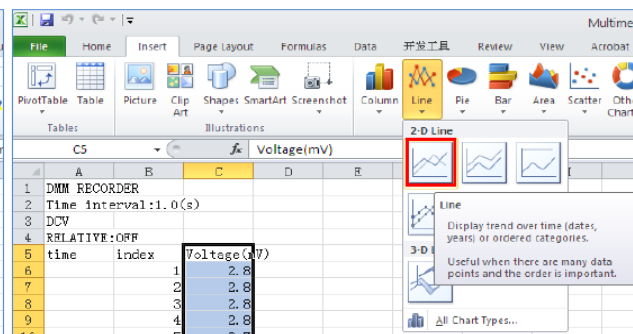 Multime
File Home Insert Page Layout Formulas Data 开发工具 Review View Acrobat
PivotTable Table Picture Clip Art Shapes SmartArt Screenshot Column Line Pie Bar Area Scatter Oth Chart
Tables Illustrations
2-D Line
C5 fx Voltage(mV)
A B C D E I
1 DMM RECORDER
2 Time interval:1.0(s)
3 DCV
4 RELATIVE:OFF
5 time index Voltage(mV)
6 1 2.8
7 2 2.8
8 3 2.8
9 4 2.8
Line
Display trend over time (dates,
years) or ordered categories.
Useful when there are many data
points and the order is important.
3-D L
All Chart Types...